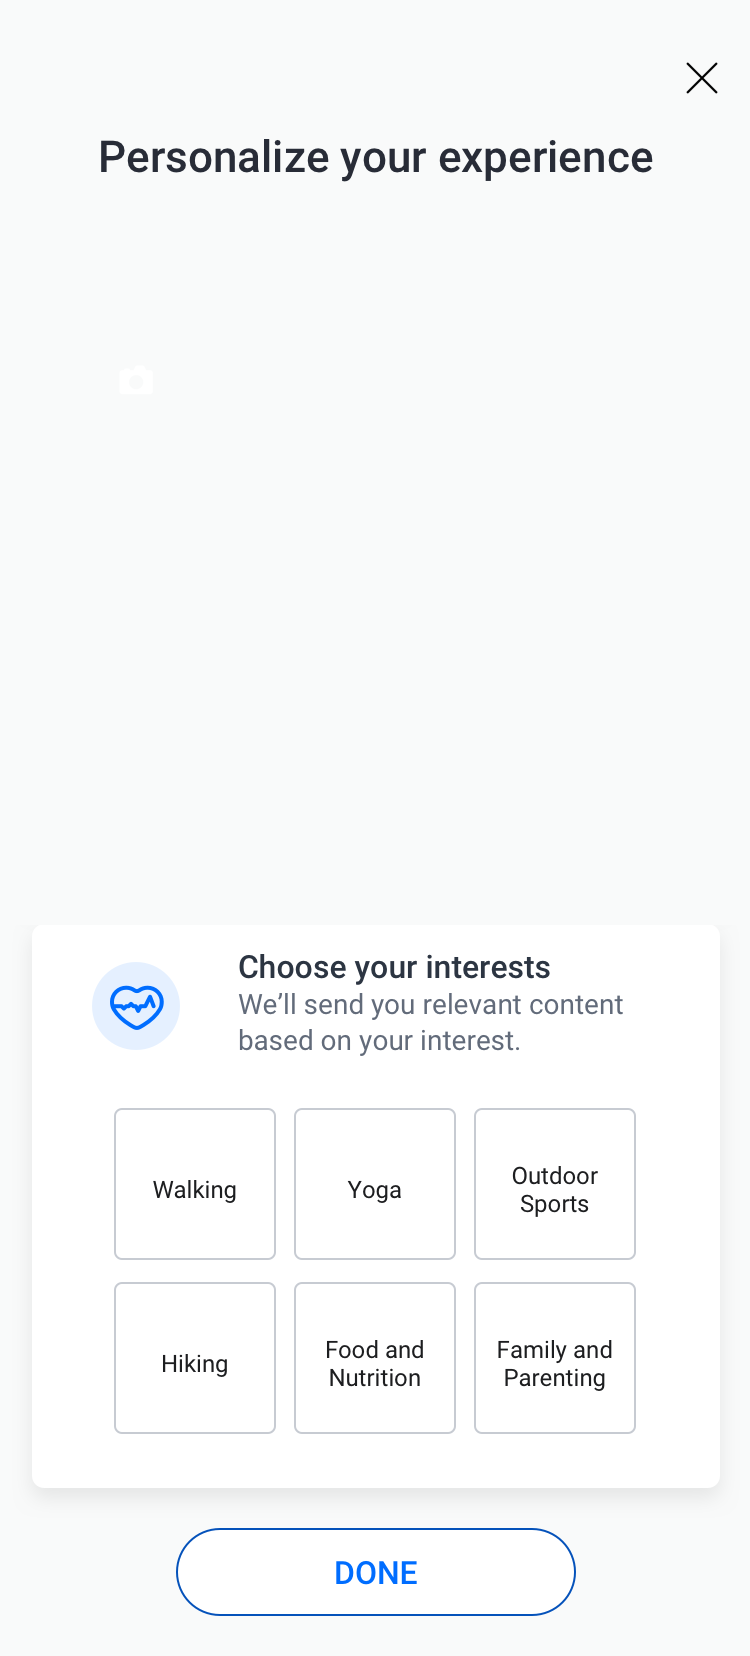 Personalize your experience
Choose your interests
We’ll send you relevant content
based on your interest.
Walking
Yoga
Outdoor
Sports
Hiking
Food and
Nutrition
Family and
Parenting
DONE